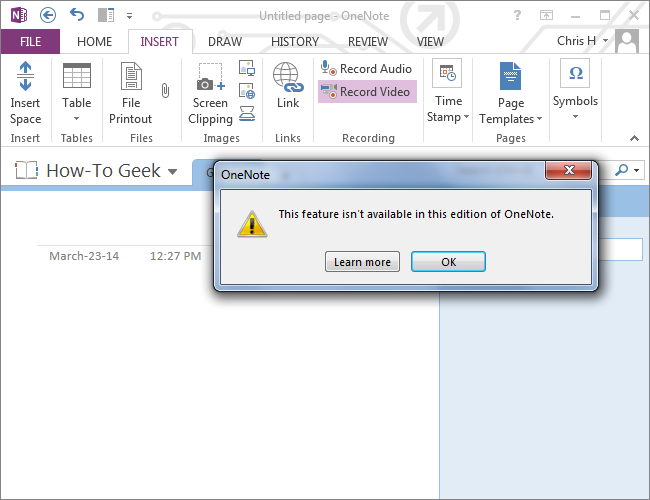 Untitled page - OneNote
FILE HOME INSERT DRAW HISTORY REVIEW VIEW Chris H
Insert Space
Table
File Printout
Screen Clipping
Link
Record Audio
Record Video
Time Stamp
Page Templates
Symbols
Insert Tables Files Images Links Recording Pages
How-To Geek
OneNote
This feature isn't available in this edition of OneNote.
Learn more OK
March-23-14 12:27 PM